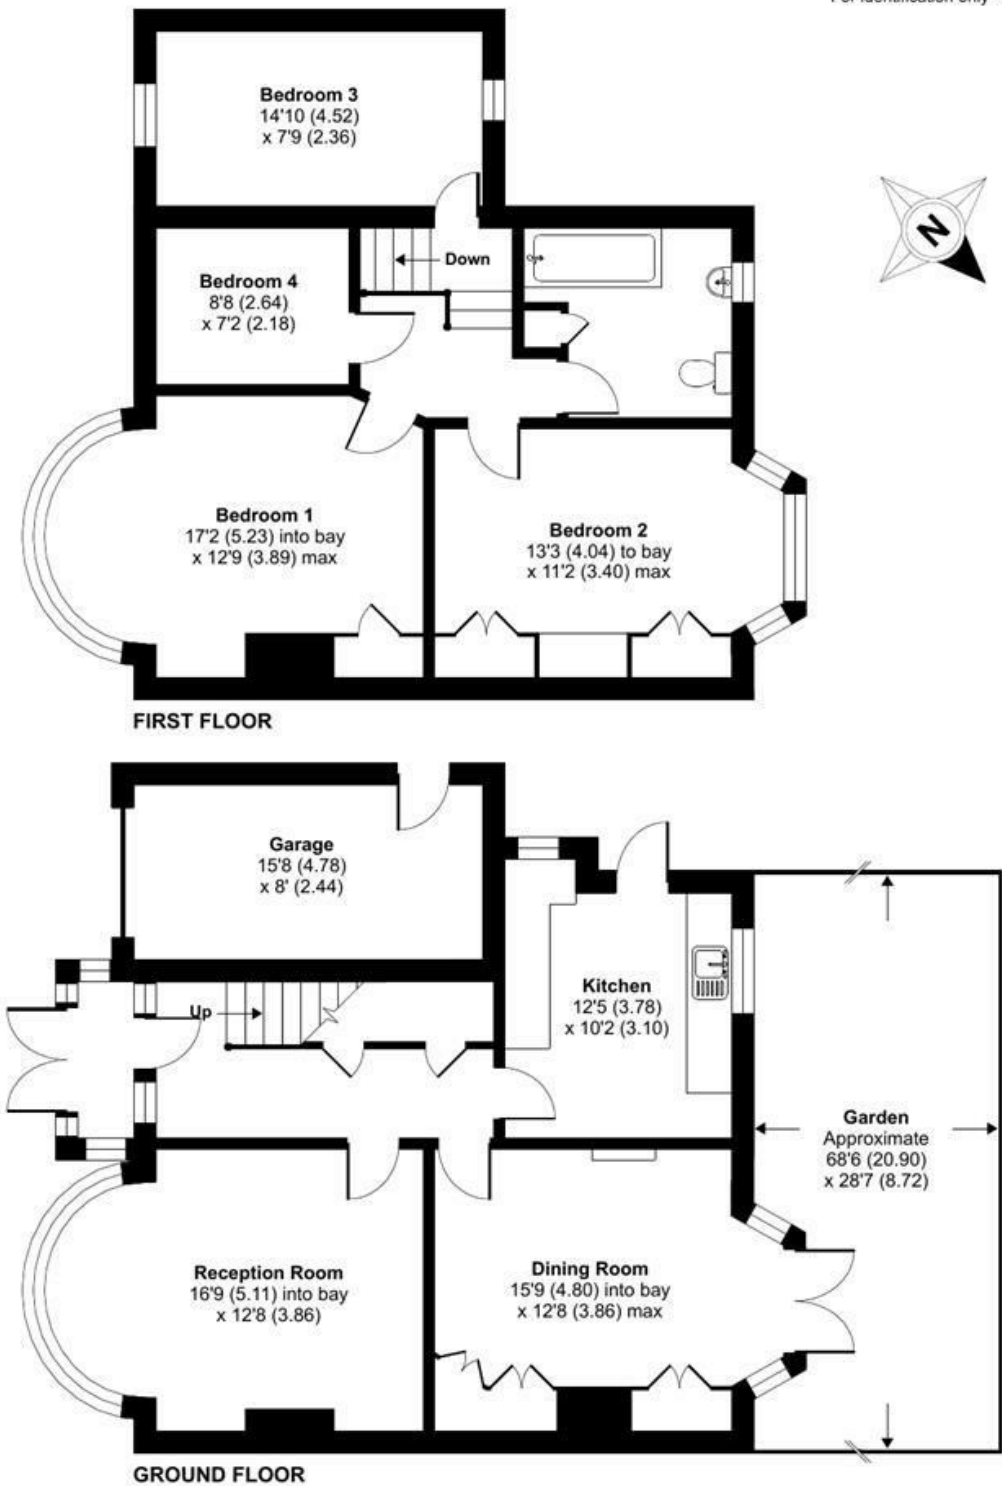 For identification only
Bedroom 3
14'10 (4.52)
x 7'9 (2.36)
N
Down
Bedroom 4
8'8 (2.64)
x 7'2 (2.18)
Bedroom 1
17'2 (5.23) into bay
x 12'9 (3.89) max
Bedroom 2
13'3 (4.04) to bay
x 11'2 (3.40) max
FIRST FLOOR
Garage
15'8 (4.78)
x 8' (2.44)
Up
Kitchen
12'5 (3.78)
x 10'2 (3.10)
Garden
Approximate
68'6 (20.90)
x 28'7 (8.72)
Reception Room
16'9 (5.11) into bay
x 12'8 (3.86)
Dining Room
15'9 (4.80) into bay
x 12'8 (3.86) max
GROUND FLOOR